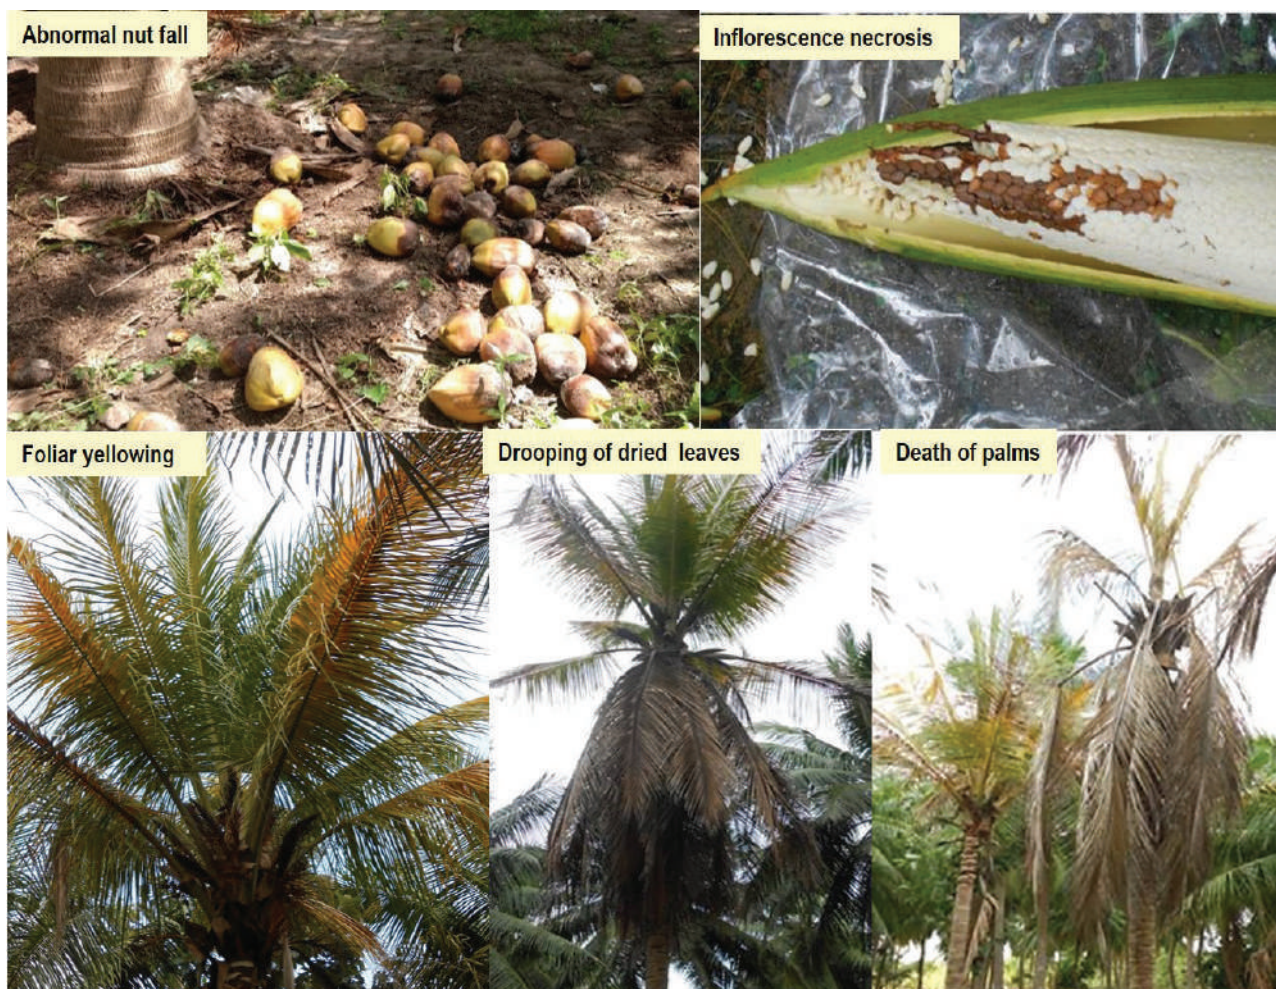 Abnormal nut fall
Inflorescence necrosis
Foliar yellowing
Drooping of dried leaves
Death of palms